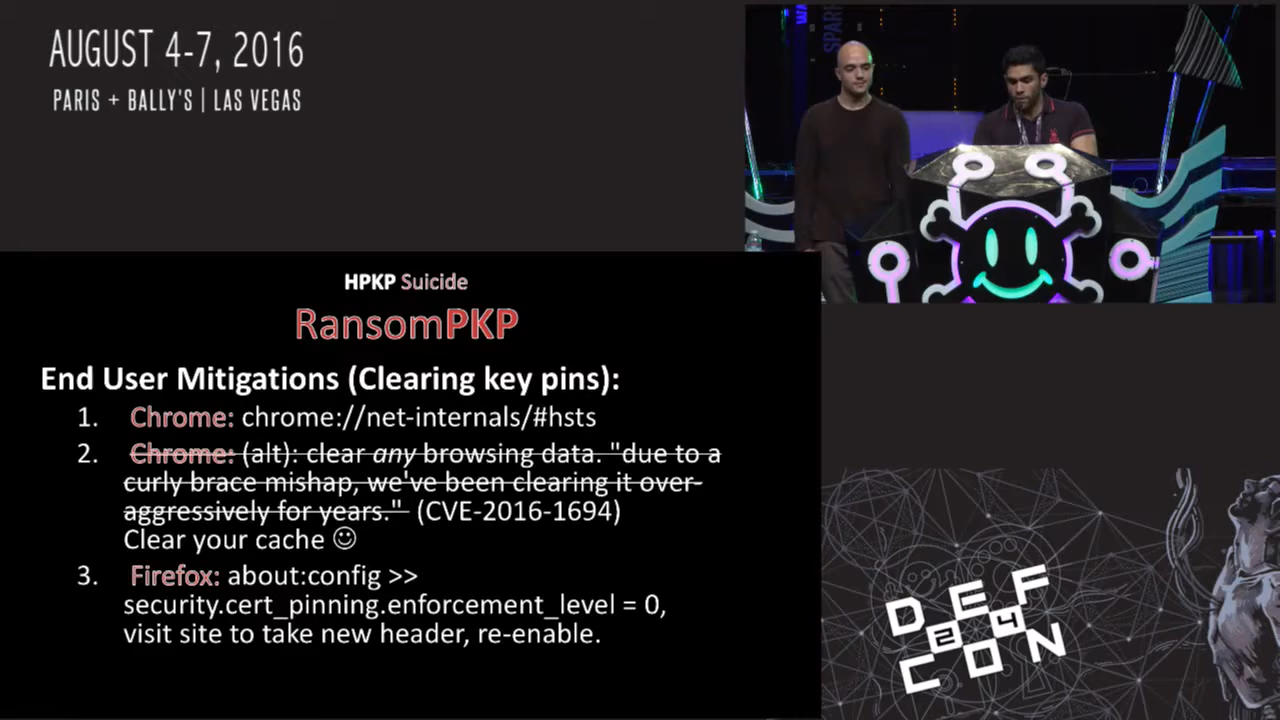 AUGUST 4-7, 2016
PARIS + BALLY'S | LAS VEGAS
SPARK
HPKP Suicide
RansomPKP
End User Mitigations (Clearing key pins):
1. Chrome: chrome://net-internals/#hsts
2. Chrome: (alt): clear any browsing data. "due to a
curly brace mishap, we've been clearing it over-
aggressively for years." (CVE-2016-1694)
Clear your cache ☺
3. Firefox: about:config >>
security.cert_pinning.enforcement_level = 0,
visit site to take new header, re-enable.
DEF
24
CON